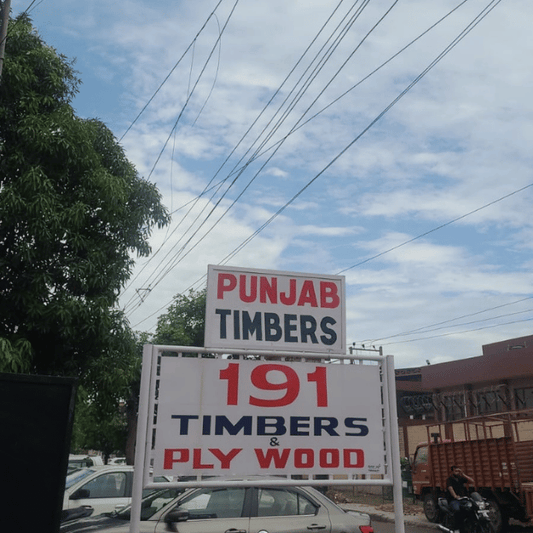 PUNJAB
TIMBERS
191
TIMBERS
&
PLY WOOD